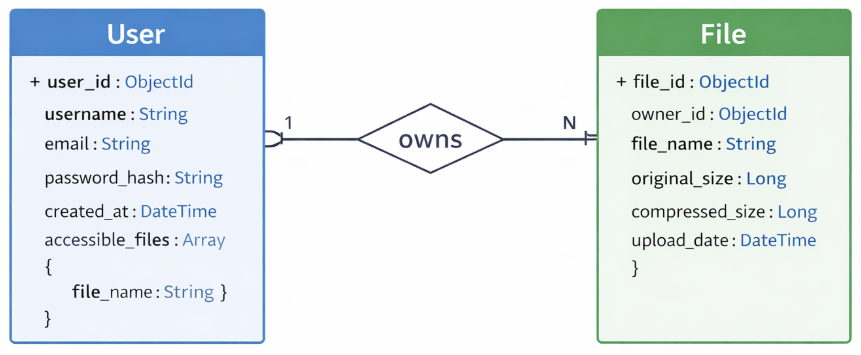 User
+ user_id : ObjectId
username : String
email : String
password_hash : String
created_at : DateTime
accessible_files : Array
{
file_name : String }
}
1
owns
N
File
+ file_id : ObjectId
owner_id : ObjectId
file_name : String
original_size : Long
compressed_size : Long
upload_date : DateTime
}